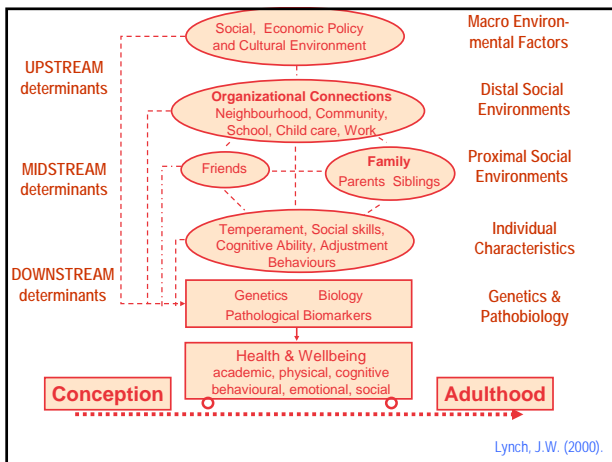 Social,  Economic Policy
and Cultural Environment
Macro Environ-
mental Factors
UPSTREAM
determinants
Organizational Connections
Neighbourhood, Community,
School, Child care, Work
Distal Social
Environments
MIDSTREAM
determinants
Friends
Family
Parents  Siblings
Proximal Social
Environments
Temperament, Social skills,
Cognitive Ability, Adjustment
Behaviours
Individual
Characteristics
DOWNSTREAM
determinants
Genetics      Biology
Pathological Biomarkers
Genetics &
Pathobiology
Health & Wellbeing
academic, physical, cognitive
behavioural, emotional, social
Conception
Adulthood
Lynch, J.W. (2000).